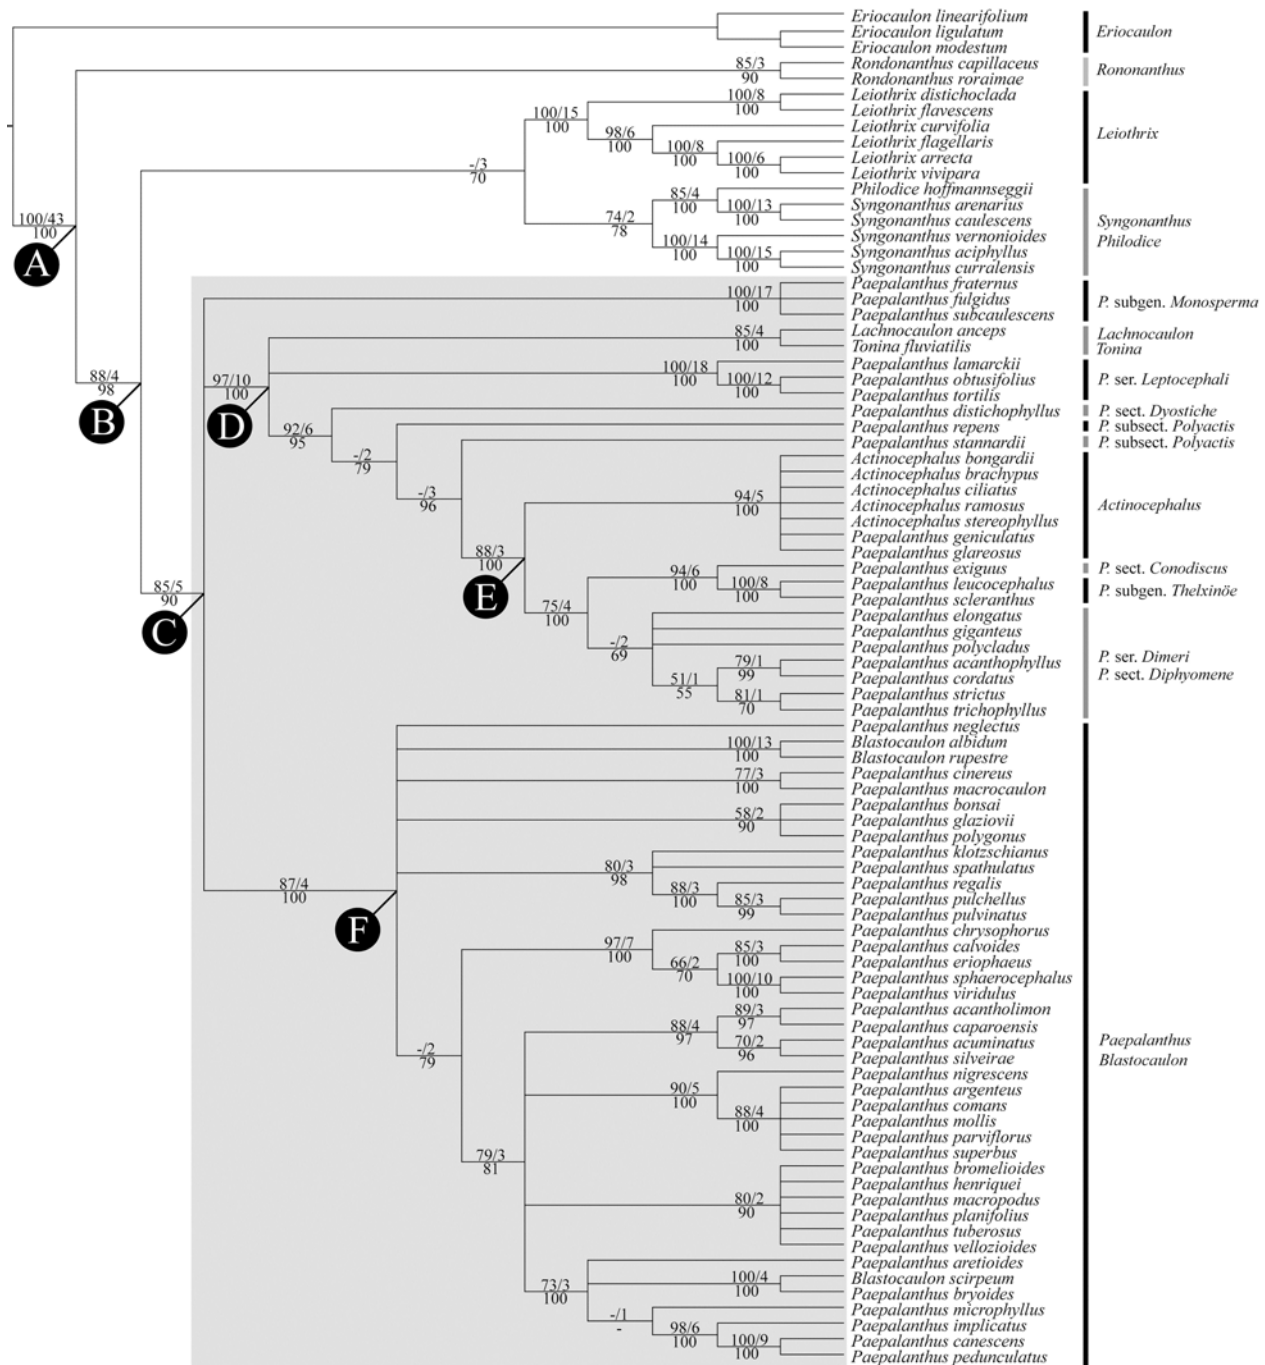 Eriocaulon linearifolium
Eriocaulon ligulatum
Eriocaulon modestum
Eriocaulon
85/3
90
Rondonanthus capillaceus
Rondonanthus roraimae
Rononanthus
100/8
100
Leiothrix distichoclada
Leiothrix flavescens
100/15
100
98/6
100
Leiothrix curvifolia
100/8
100
Leiothrix flagellaris
100/6
100
Leiothrix arrecta
Leiothrix vivipara
Leiothrix
-/3
70
85/4
100
Philodice hoffmannseggii
100/13
100
Syngonanthus arenarius
Syngonanthus caulescens
74/2
78
100/14
100
Syngonanthus vernonioides
100/15
100
Syngonanthus aciphyllus
Syngonanthus curralensis
Syngonanthus
Philodice
100/43
100
A
100/17
100
Paepalanthus fraternus
Paepalanthus fulgidus
Paepalanthus subcaulescens
P. subgen. Monosperma
85/4
100
Lachnocaulon anceps
Tonina fluviatilis
Lachnocaulon
Tonina
88/4
98
B
97/10
100
D
100/18
100
Paepalanthus lamarckii
100/12
100
Paepalanthus obtusifolius
Paepalanthus tortilis
P. ser. Leptocephali
92/6
95
Paepalanthus distichophyllus
P. sect. Dyostiche
-/2
79
Paepalanthus repens
P. subsect. Polyactis
-/3
96
Paepalanthus stannardii
P. subsect. Polyactis
94/5
100
Actinocephalus bongardii
Actinocephalus brachypus
Actinocephalus ciliatus
Actinocephalus ramosus
Actinocephalus stereophyllus
Paepalanthus geniculatus
Paepalanthus glareosus
Actinocephalus
88/3
100
E
94/6
100
Paepalanthus exiguus
P. sect. Conodiscus
100/8
100
Paepalanthus leucocephalus
Paepalanthus scleranthus
P. subgen. Thelxinöe
85/5
90
C
75/4
100
-/2
69
Paepalanthus elongatus
Paepalanthus giganteus
Paepalanthus polycladus
51/1
55
79/1
99
Paepalanthus acanthophyllus
Paepalanthus cordatus
81/1
70
Paepalanthus strictus
Paepalanthus trichophyllus
P. ser. Dimeri
P. sect. Diphyomene
Paepalanthus neglectus
100/13
100
Blastocaulon albidum
Blastocaulon rupestre
77/3
100
Paepalanthus cinereus
Paepalanthus macrocaulon
58/2
90
Paepalanthus bonsai
Paepalanthus glaziovii
Paepalanthus polygonus
87/4
100
F
80/3
98
Paepalanthus klotzschianus
Paepalanthus spathulatus
88/3
100
Paepalanthus regalis
85/3
99
Paepalanthus pulchellus
Paepalanthus pulvinatus
97/7
100
Paepalanthus chrysophorus
66/2
70
85/3
100
Paepalanthus calvoides
Paepalanthus eriophaeus
100/10
100
Paepalanthus sphaerocephalus
Paepalanthus viridulus
-/2
79
88/4
97
89/3
97
Paepalanthus acantholimon
Paepalanthus caparoensis
70/2
96
Paepalanthus acuminatus
Paepalanthus silveirae
Paepalanthus
Blastocaulon
90/5
100
Paepalanthus nigrescens
88/4
100
Paepalanthus argenteus
Paepalanthus comans
Paepalanthus mollis
Paepalanthus parviflorus
Paepalanthus superbus
79/3
81
80/2
90
Paepalanthus bromelioides
Paepalanthus henriquei
Paepalanthus macropodus
Paepalanthus planifolius
Paepalanthus tuberosus
Paepalanthus vellozioides
73/3
100
Paepalanthus aretioides
100/4
100
Blastocaulon scirpeum
Paepalanthus bryoides
-/1
-
Paepalanthus microphyllus
98/6
100
Paepalanthus implicatus
100/9
100
Paepalanthus canescens
Paepalanthus pedunculatus